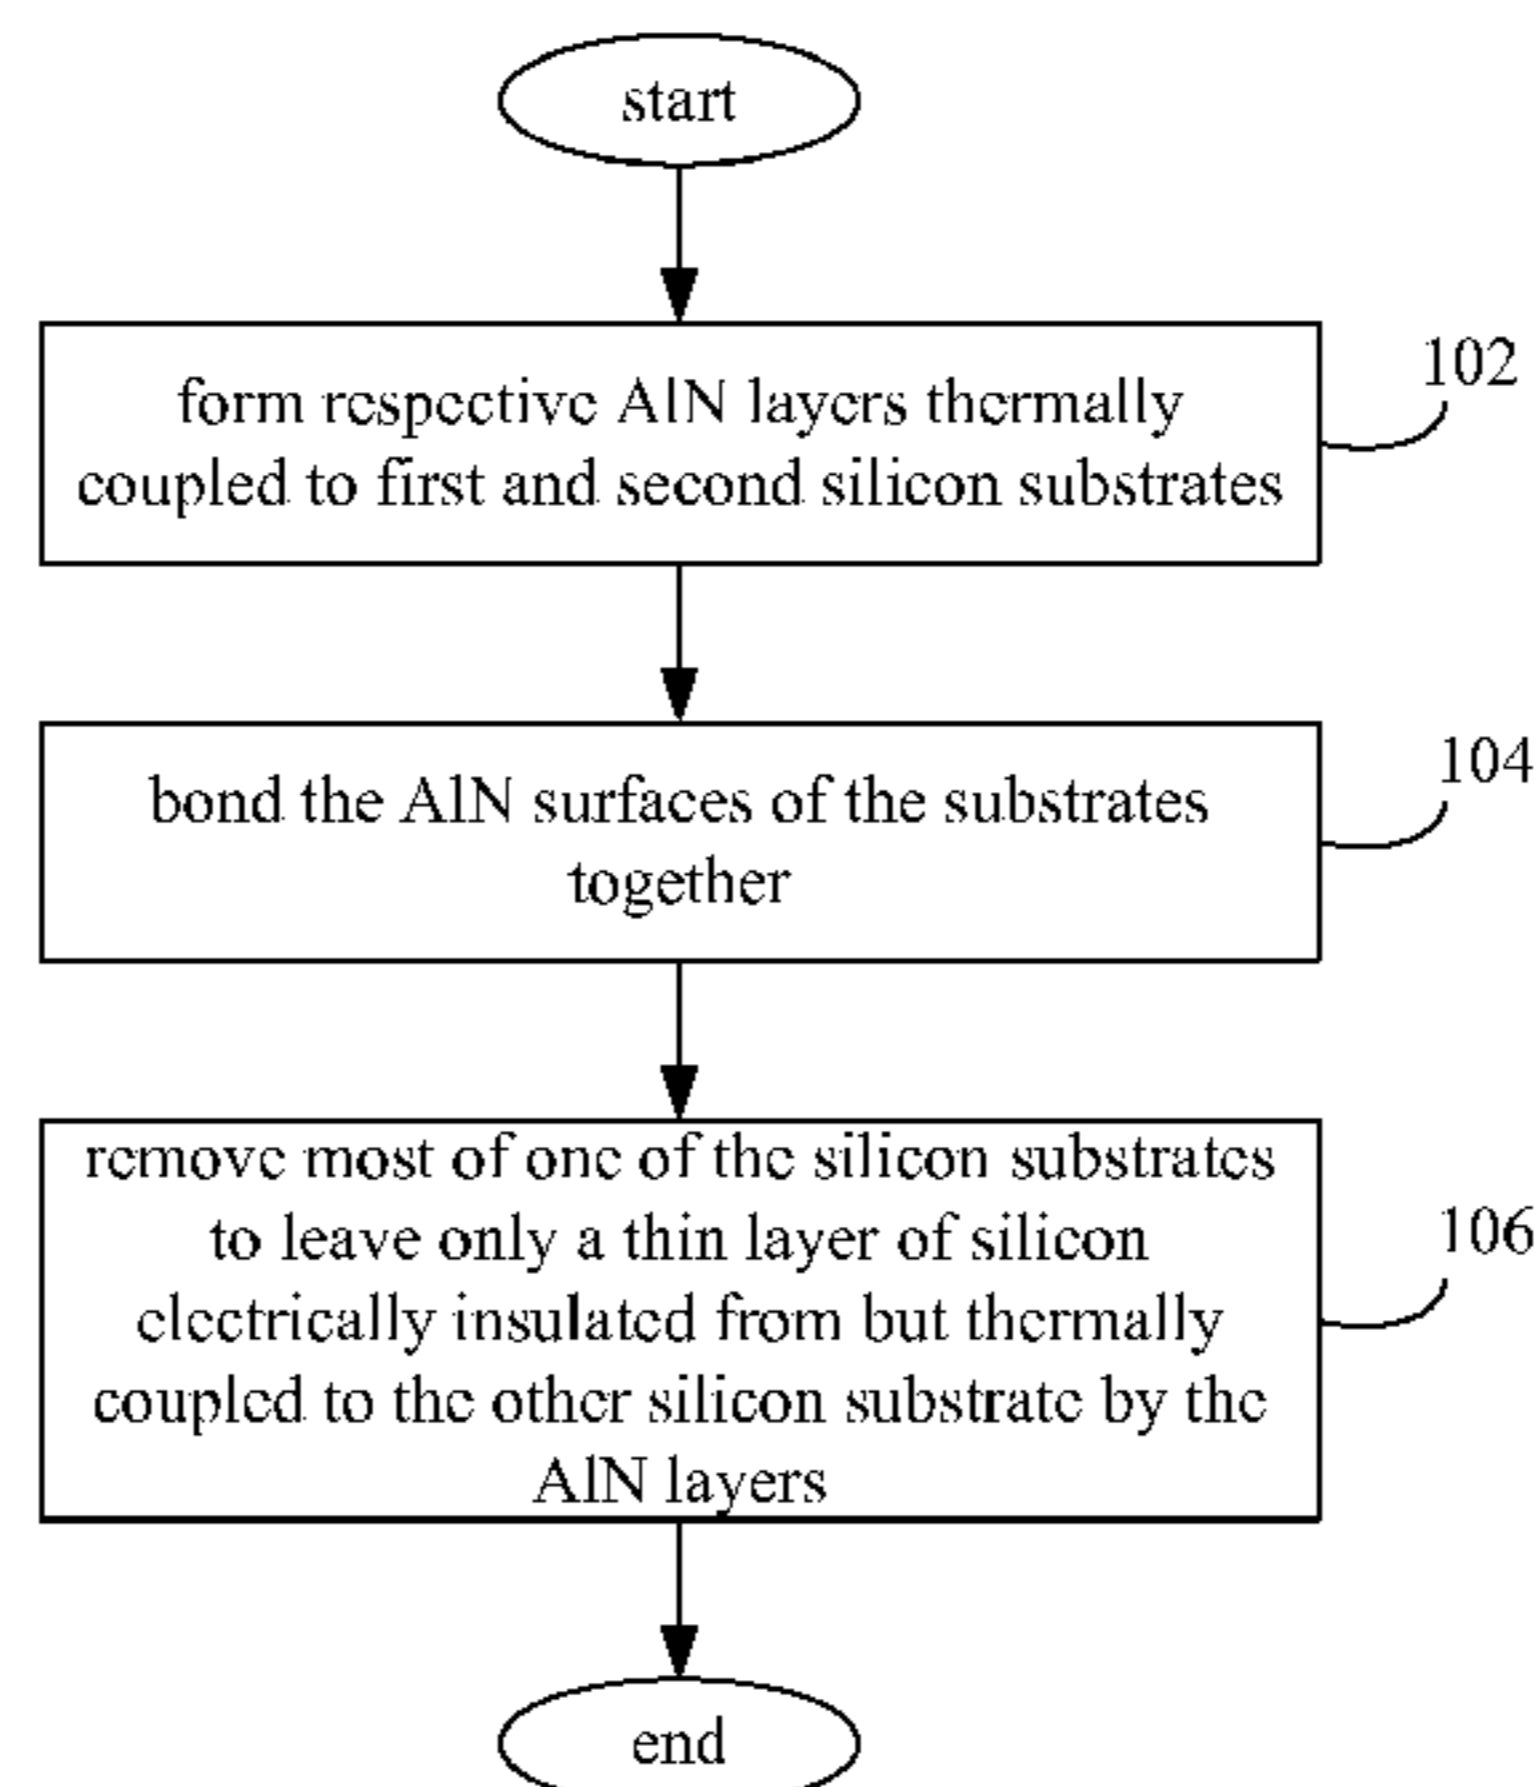 start
form respective AlN layers thermally
coupled to first and second silicon substrates
102
bond the AlN surfaces of the substrates
together
104
remove most of one of the silicon substrates
to leave only a thin layer of silicon
electrically insulated from but thermally
coupled to the other silicon substrate by the
AlN layers
106
end